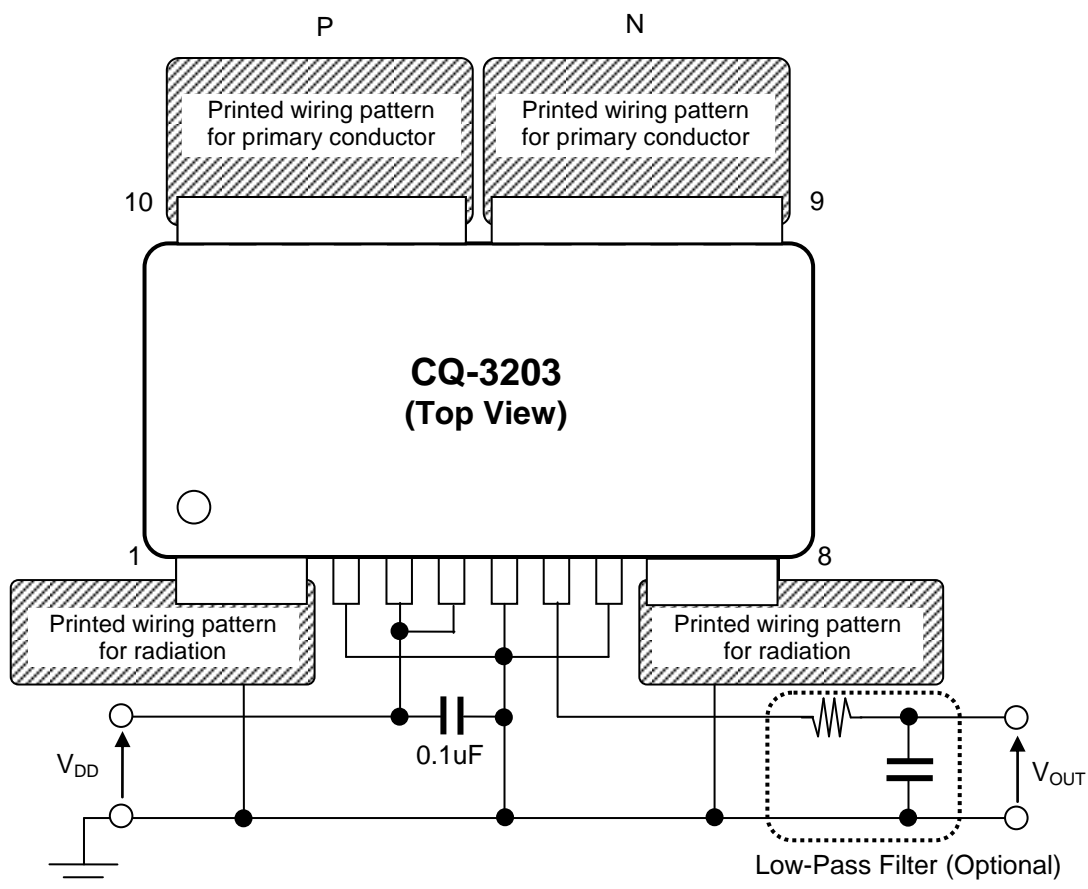 P
N
Printed wiring pattern
for primary conductor
Printed wiring pattern
for primary conductor
10
9
CQ-3203
(Top View)
1
8
Printed wiring pattern
for radiation
Printed wiring pattern
for radiation
0.1uF
VDD
VOUT
Low-Pass Filter (Optional)